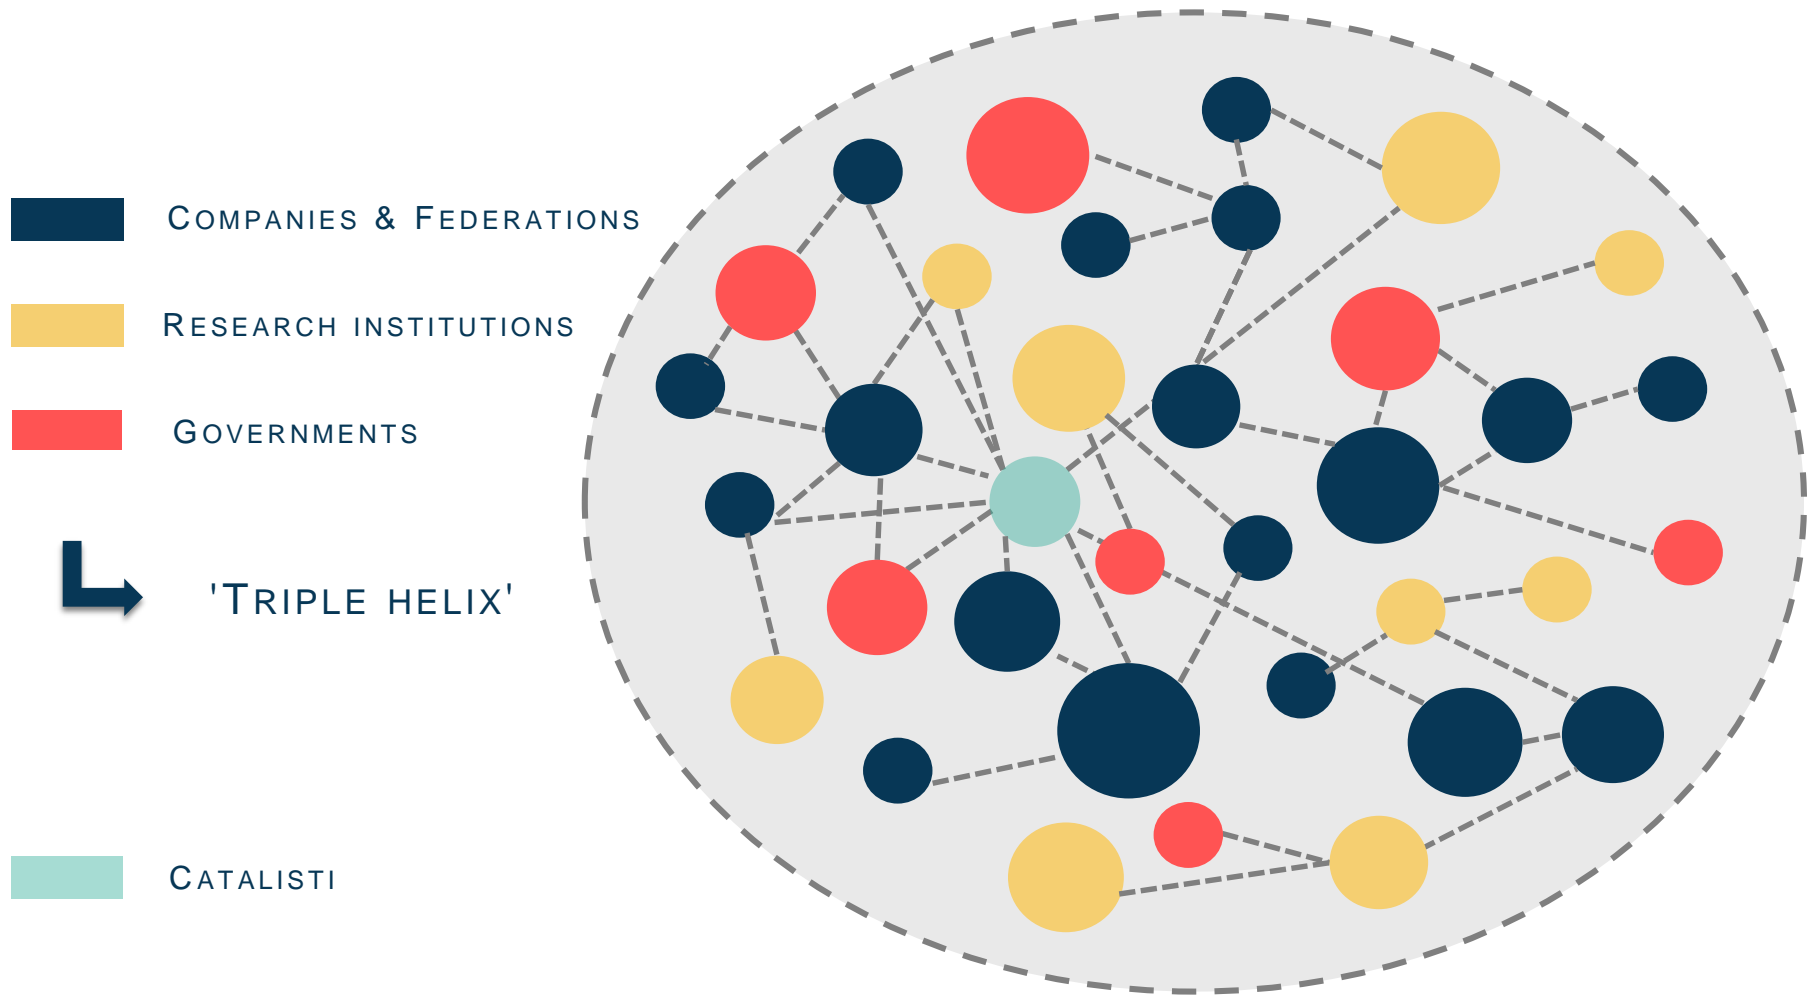 Companies & Federations
Research institutions
Governments
'Triple helix'
Catalisti